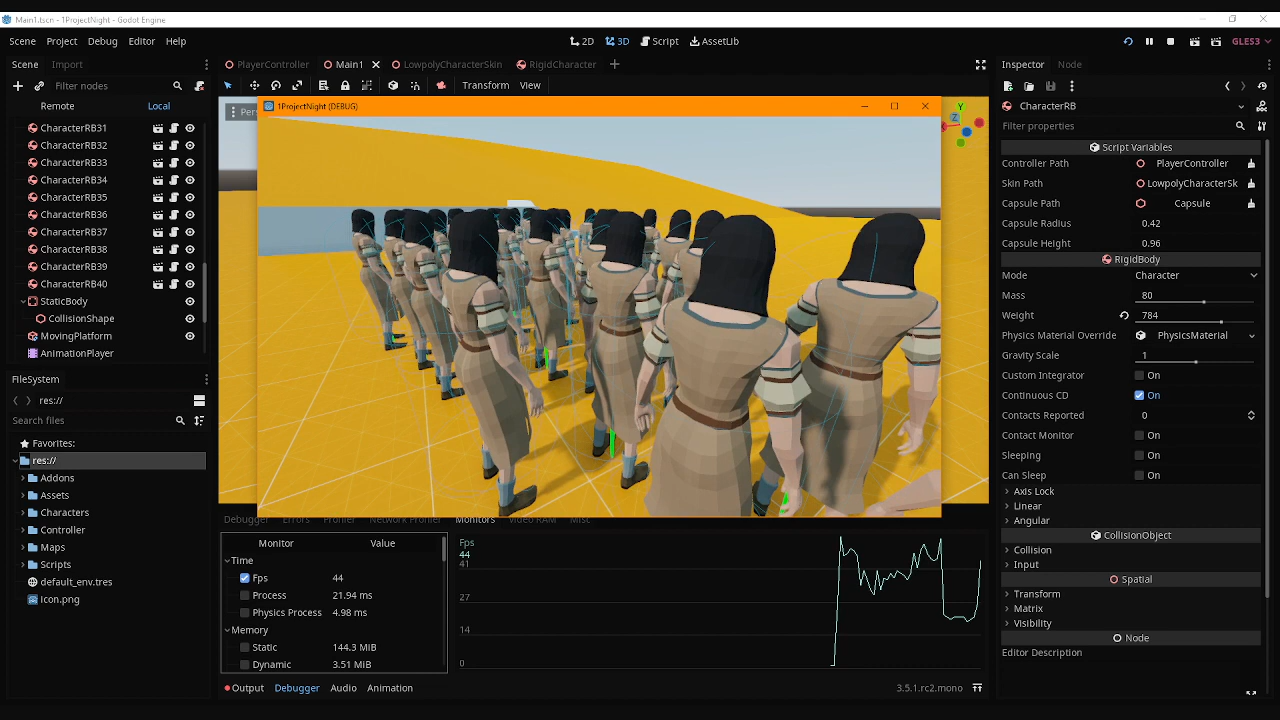 Main1.tscn - 1ProjectNight - Godot Engine
Scene Project Debug Editor Help
2D 3D Script AssetLib
GLES3
Scene Import
PlayerController Main1 LowpolyCharacterSkin RigidCharacter
Inspector Node
Filter nodes
Transform View
Remote Local
1ProjectNight (DEBUG)
Y
Z
CharacterRB
Filter properties
CharacterRB31
CharacterRB32
CharacterRB33
CharacterRB34
CharacterRB35
CharacterRB36
CharacterRB37
CharacterRB38
CharacterRB39
CharacterRB40
StaticBody
CollisionShape
MovingPlatform
AnimationPlayer
FileSystem
res://
Search files
Favorites:
res://
Addons
Assets
Characters
Controller
Maps
Scripts
default_env.tres
icon.png
Debugger Errors Profiler Network Profiler Monitors Video RAM Misc
Monitor Value
Time
Fps 44
Process 21.94 ms
Physics Process 4.98 ms
Memory
Static 144.3 MiB
Dynamic 3.51 MiB
Fps
44
41
27
14
0
Output Debugger Audio Animation
3.5.1.rc2.mono
Script Variables
Controller Path PlayerController
Skin Path LowpolyCharacterSk
Capsule Path Capsule
Capsule Radius 0.42
Capsule Height 0.96
RigidBody
Mode Character
Mass 80
Weight 784
Physics Material Override PhysicsMaterial
Gravity Scale 1
Custom Integrator On
Continuous CD On
Contacts Reported 0
Contact Monitor On
Sleeping On
Can Sleep On
Axis Lock
Linear
Angular
CollisionObject
Collision
Input
Spatial
Transform
Matrix
Visibility
Node
Editor Description